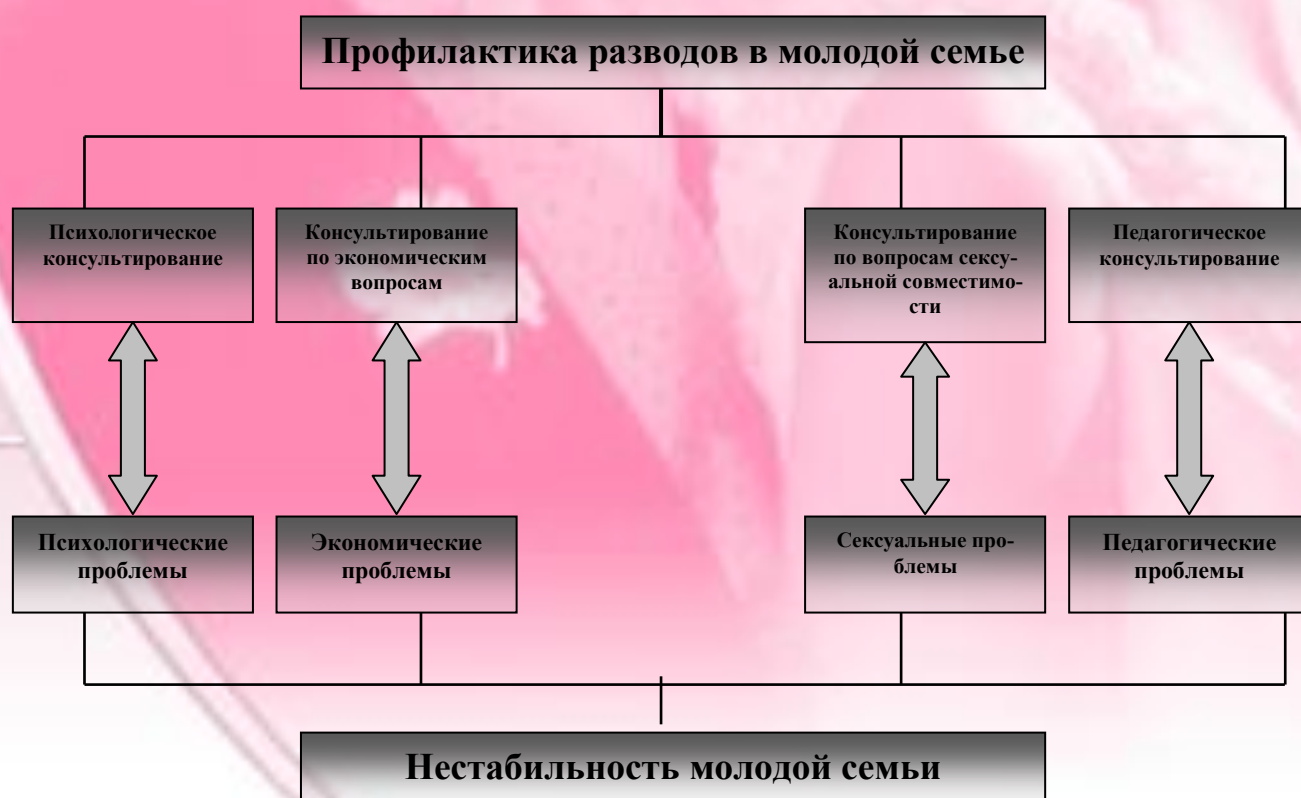 Профилактика разводов в молодой семье
Психологическое
консультирование
Консультирование
по экономическим
вопросам
Консультирование
по вопросам сексу-
альной совместимо-
сти
Педагогическое
консультирование
Психологические
проблемы
Экономические
проблемы
Сексуальные про-
блемы
Педагогические
проблемы
Нестабильность молодой семьи